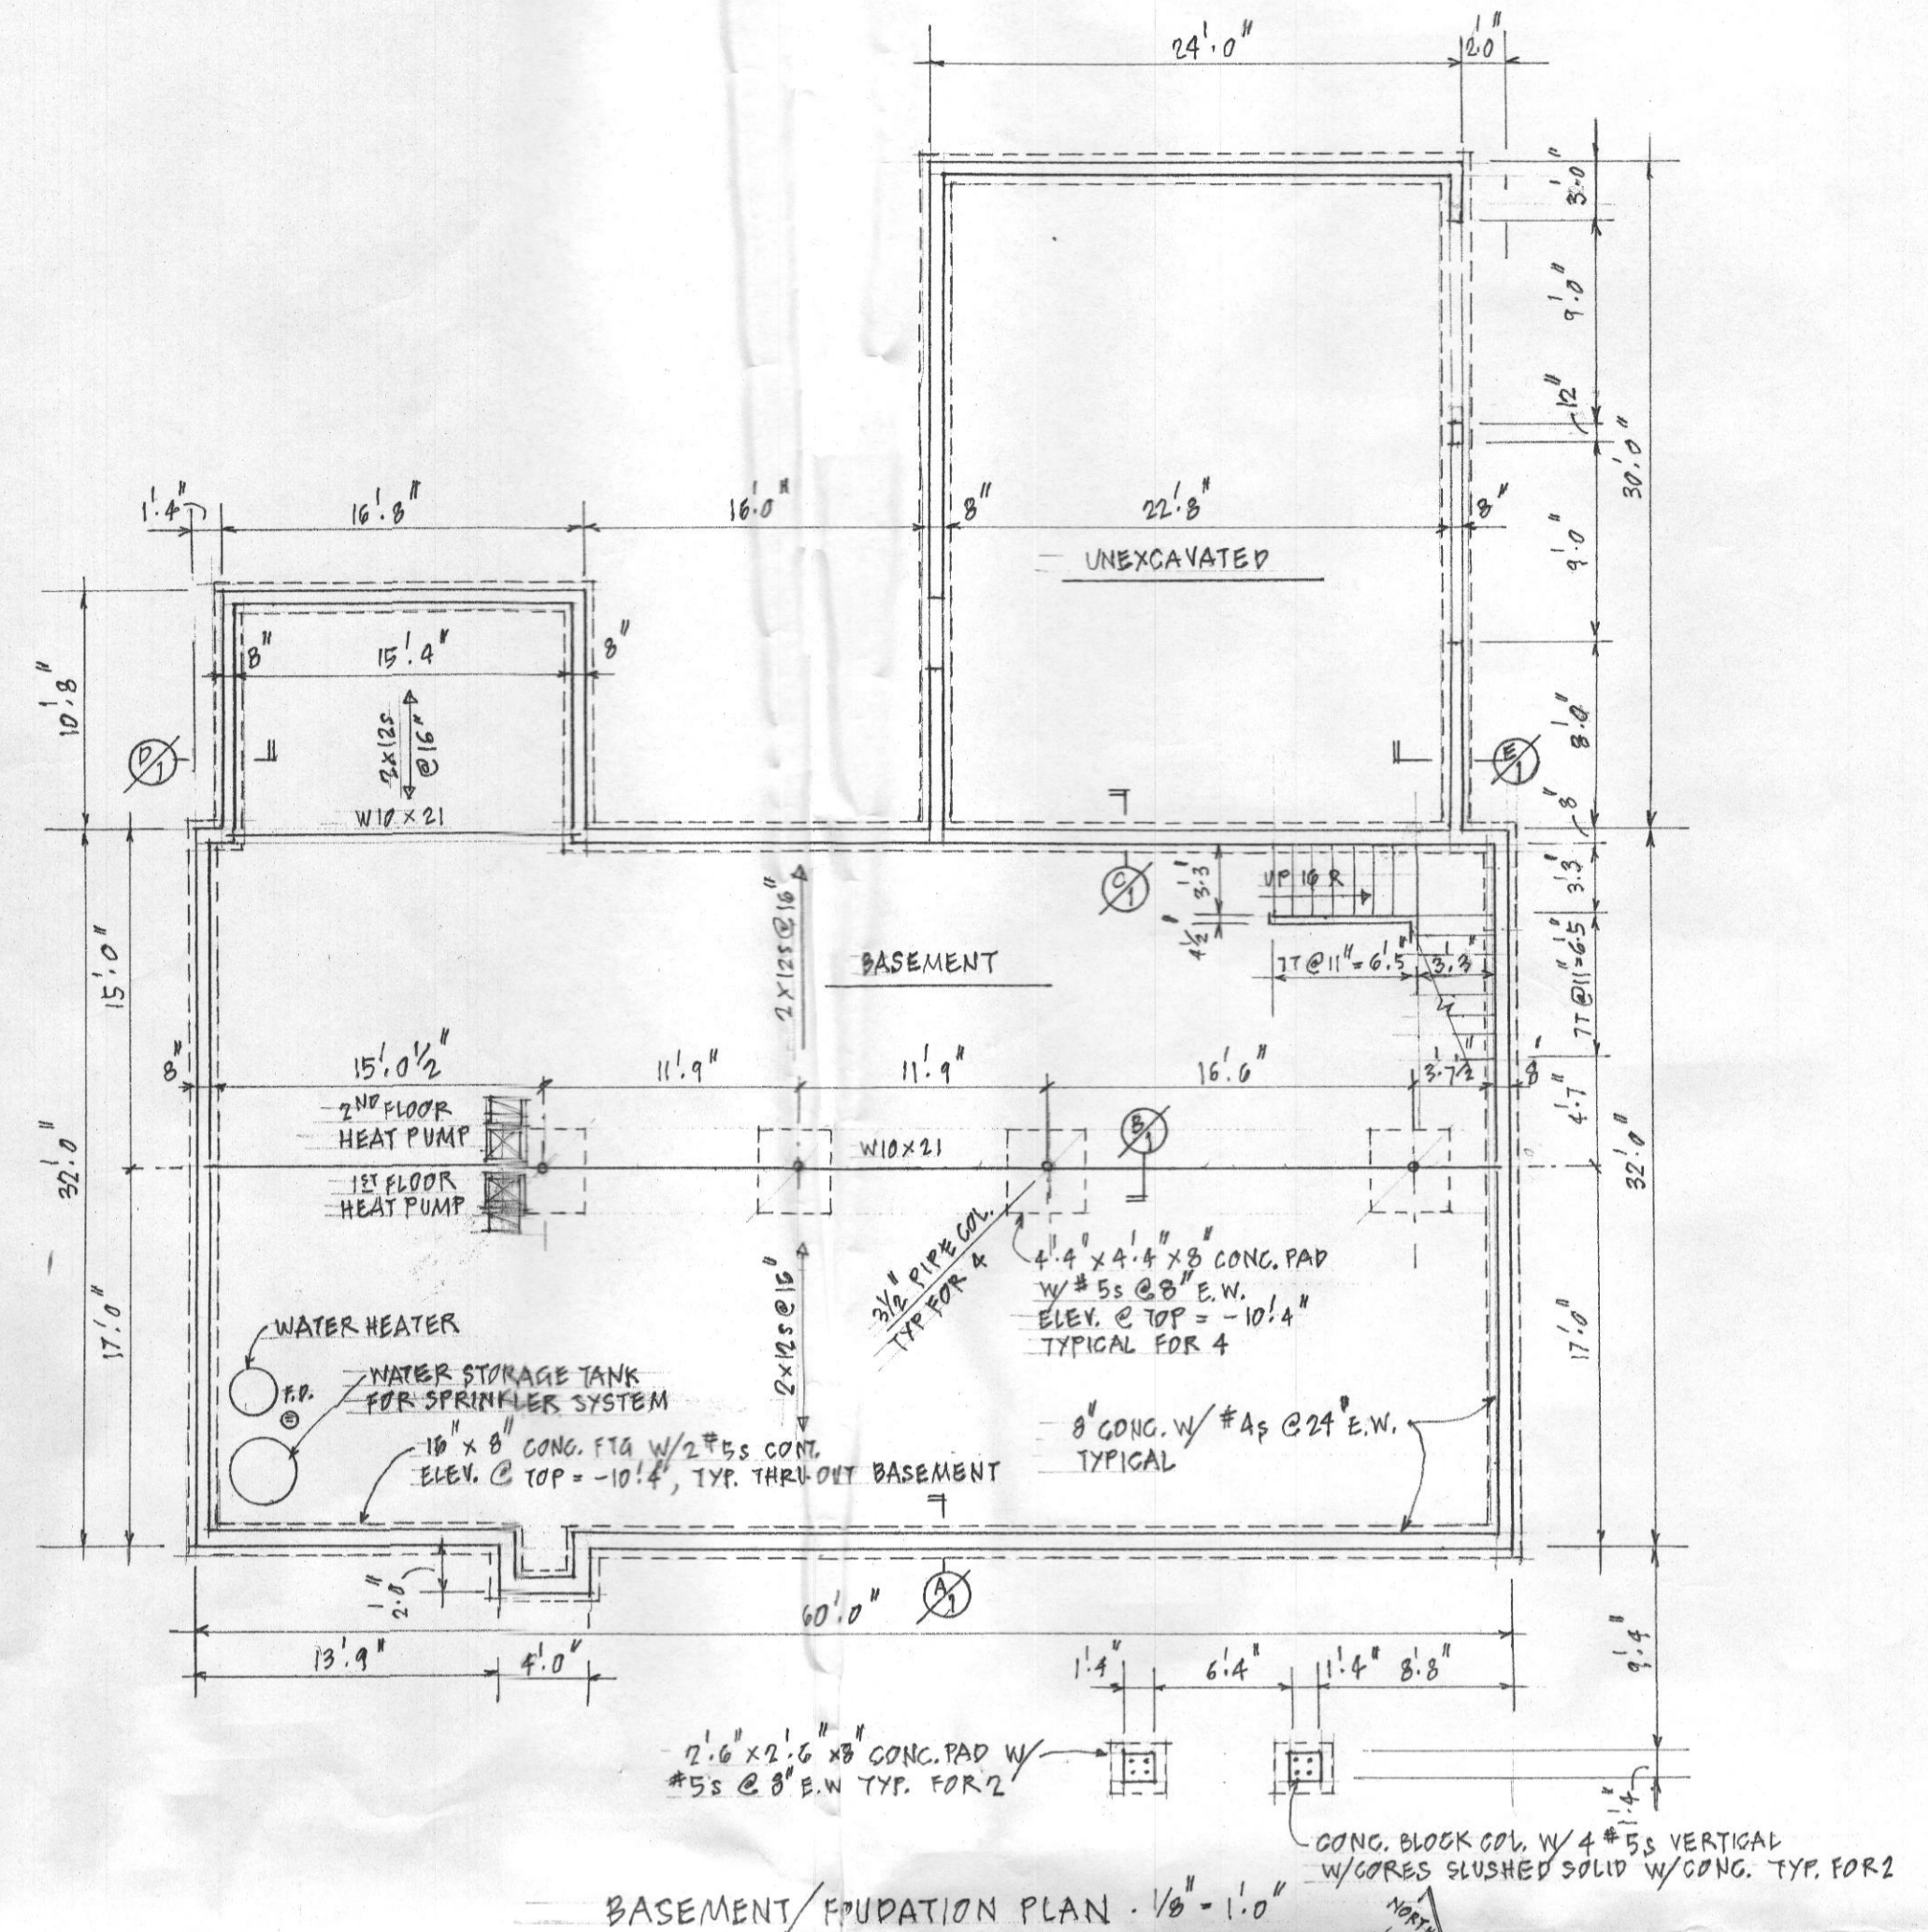 24'.0"
2'.0"
3'.0"
9'.0"
12"
30'.0"
1'.4"
16'.8"
16'.0"
8"
22'.8"
8"
9'.0"
UNEXCAVATED
8"
15'.4"
8"
10'.8"
2X12S
@16"
8'.0"
D
1
E
1
W10 X 21
8"
C
1
3'.3"
UP 16 R
3'.3"
4½"
15'.0"
2 X 12S @ 16"
BASEMENT
7T @ 11" = 6'.5"
3'.3"
7T @ 11" = 6'.5"
8"
15'.0½"
11'.9"
11'.9"
16'.6"
3'.7½"
8"
4'.7"
2ND FLOOR
HEAT PUMP
W10 X 21
B
1
32'.0"
32'.0"
1ST FLOOR
HEAT PUMP
3½" PIPE COL.
TYP FOR 4
4'.4" X 4'.4" X 8" CONC. PAD
W/ #5s @ 8" E.W.
ELEV. @ TOP = -10'.4"
TYPICAL FOR 4
17'.0"
2X12S @ 16"
17'.0"
WATER HEATER
WATER STORAGE TANK
FOR SPRINKLER SYSTEM
F.D.
8" CONC. W/ #4s @ 24" E.W.
TYPICAL
16" X 8" CONC. FTG W/2 #5s CONT.
ELEV. @ TOP = -10'.4", TYP. THRU-OUT BASEMENT
2'.0"
A
1
60'.0"
13'.9"
4'.0"
1'.4"
6'.4"
1'.4"
8'.8"
9'.4"
2'.6" X 2'.6" X 8" CONC. PAD W/
#5s @ 8" E.W TYP. FOR 2
1'.4"
CONC. BLOCK COL. W/ 4 #5s VERTICAL
W/CORES SLUSHED SOLID W/CONC. TYP. FOR 2
BASEMENT/FOUDATION PLAN · 1/8" = 1'.0"
NORTH